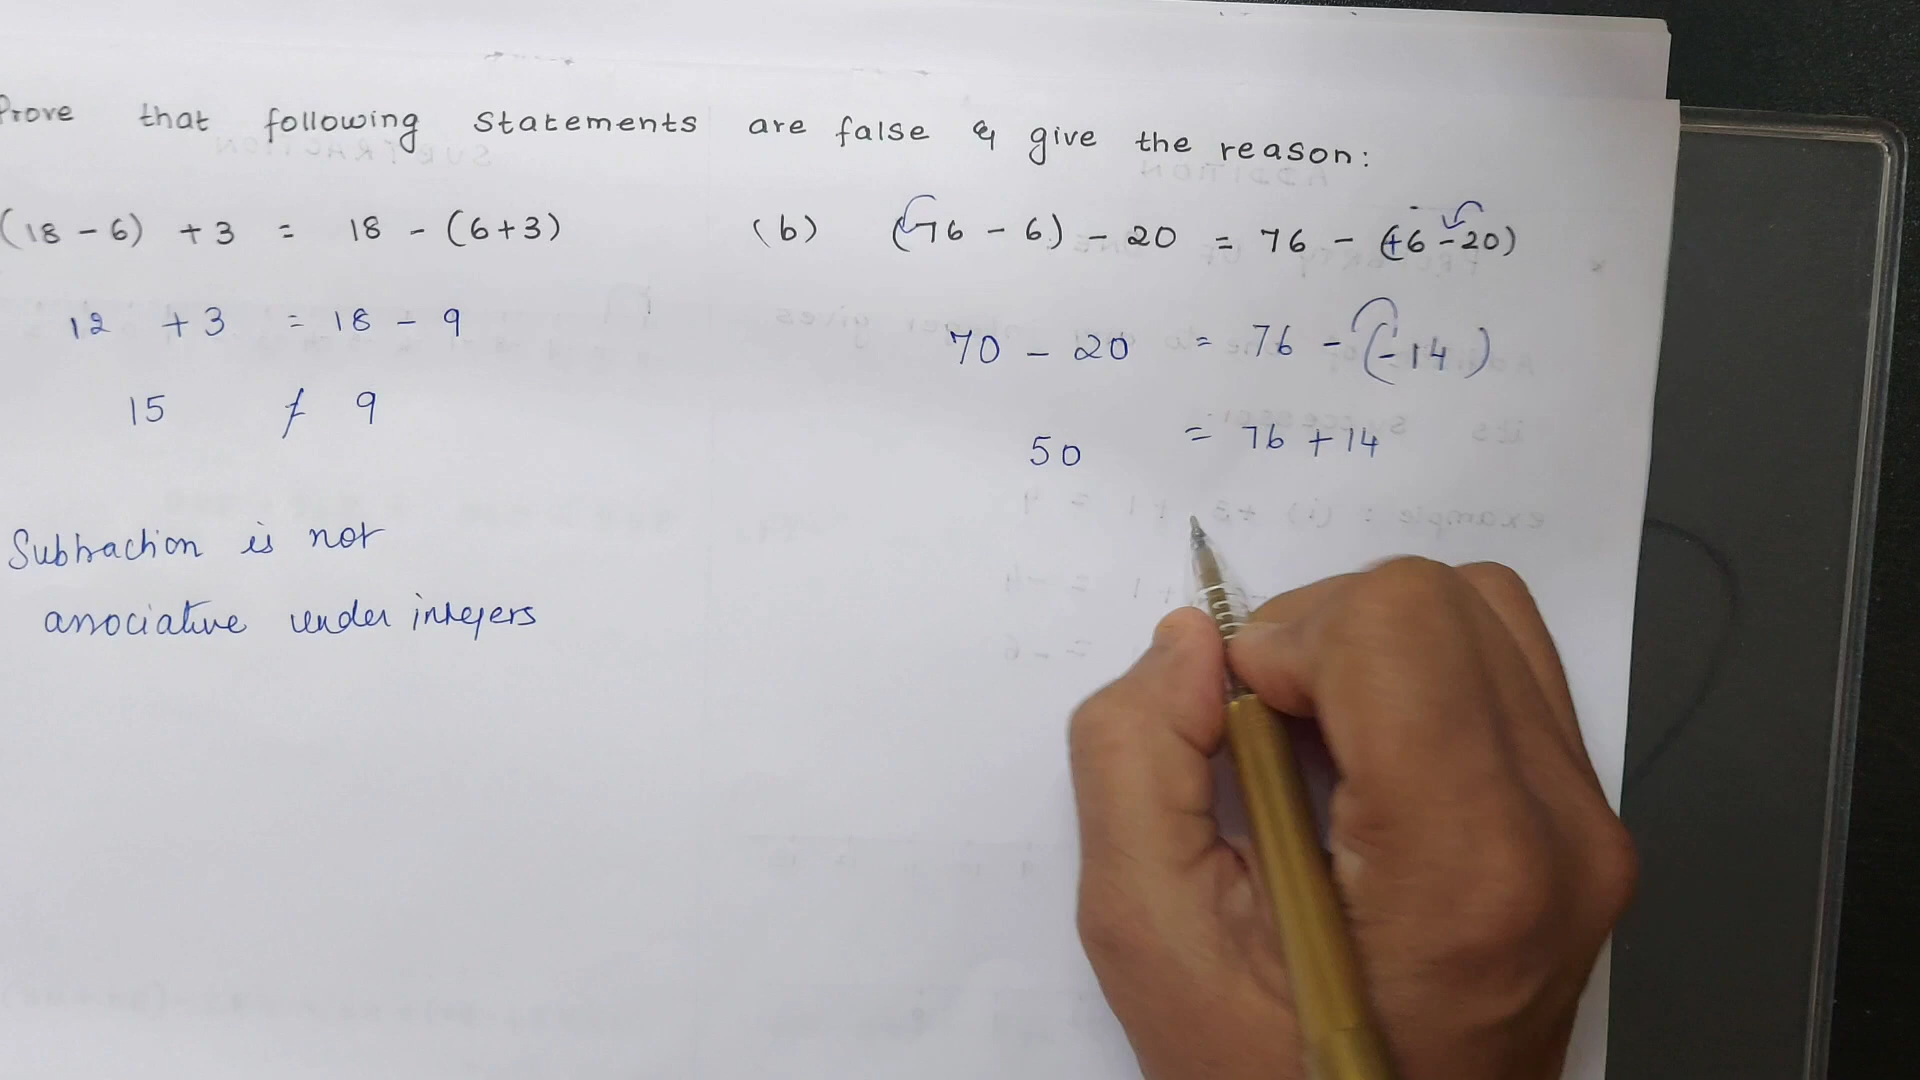 Prove that following statements are false & give the reason:
(18 - 6) + 3 = 18 - (6+3)
12 + 3 = 18 - 9
15 ≠ 9
Subtraction is not
associative under integers
(b) (76 - 6) - 20 = 76 - (+6 - 20)
70 - 20 = 76 - (-14)
50 = 76 + 14